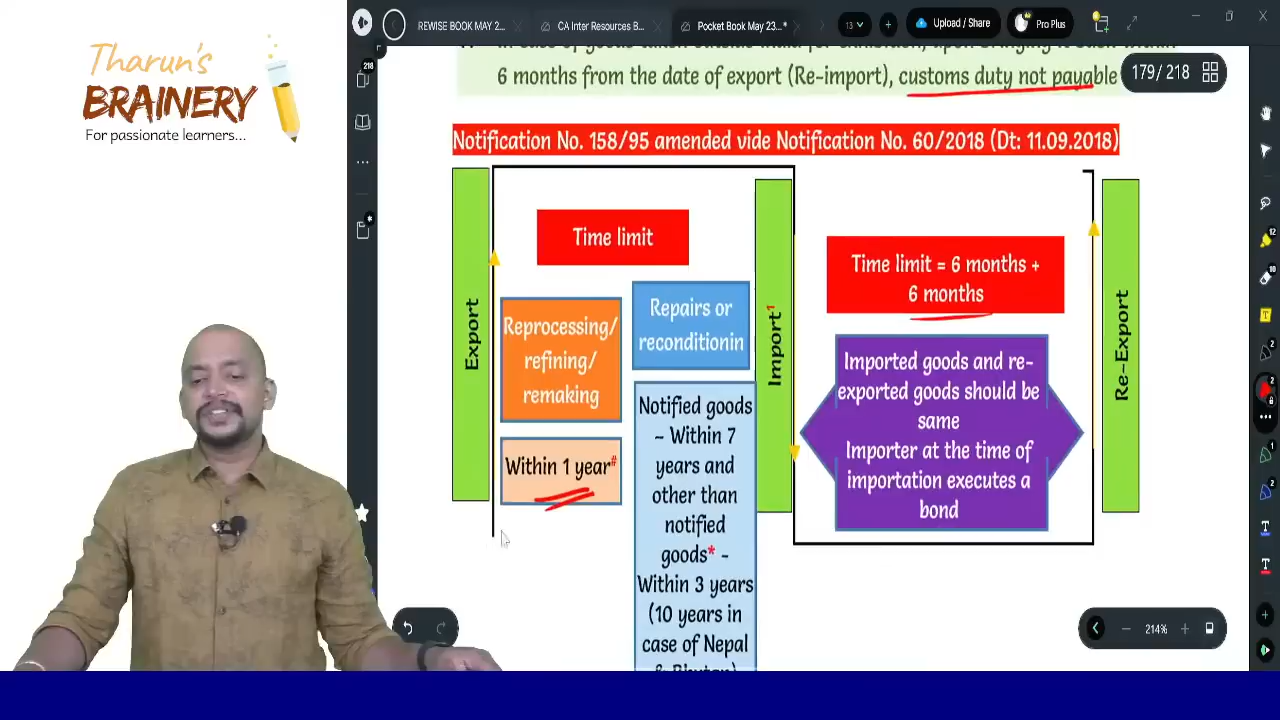 Tharun's
BRAINERY
For passionate learners...
REWISE BOOK MAY 2...
CA Inter Resources B...
Pocket Book May 23...*
13
Upload / Share
Pro Plus
218
6 months from the date of export (Re-import), customs duty not payable
179/218
Notification No. 158/95 amended vide Notification No. 60/2018 (Dt: 11.09.2018)
Export
Time limit
Reprocessing/
refining/
remaking
Within 1 year#
Repairs or
reconditionin
Notified goods
~ Within 7
years and
other than
notified
goods* -
Within 3 years
(10 years in
case of Nepal
& Bhutan)
Import1
Time limit = 6 months +
6 months
Imported goods and re-
exported goods should be
same
Importer at the time of
importation executes a
bond
Re-Export
214%